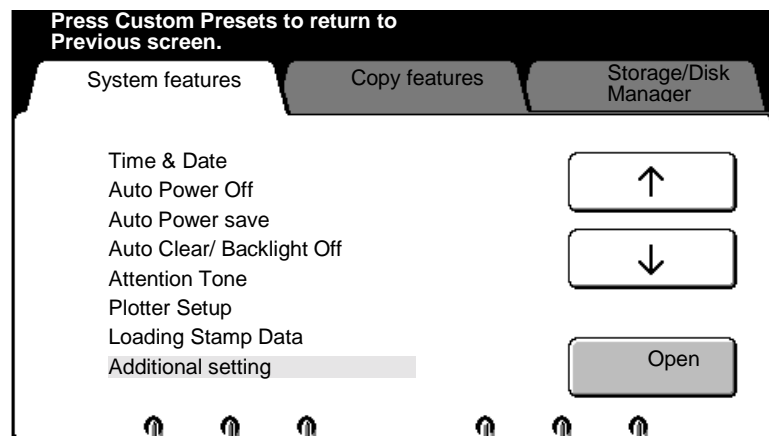 Press Custom Presets to return to
Previous screen.
System features
Copy features
Storage/Disk
Manager
Time & Date
Auto Power Off
Auto Power save
Auto Clear/ Backlight Off
Attention Tone
Plotter Setup
Loading Stamp Data
Additional setting
↑
↓
Open